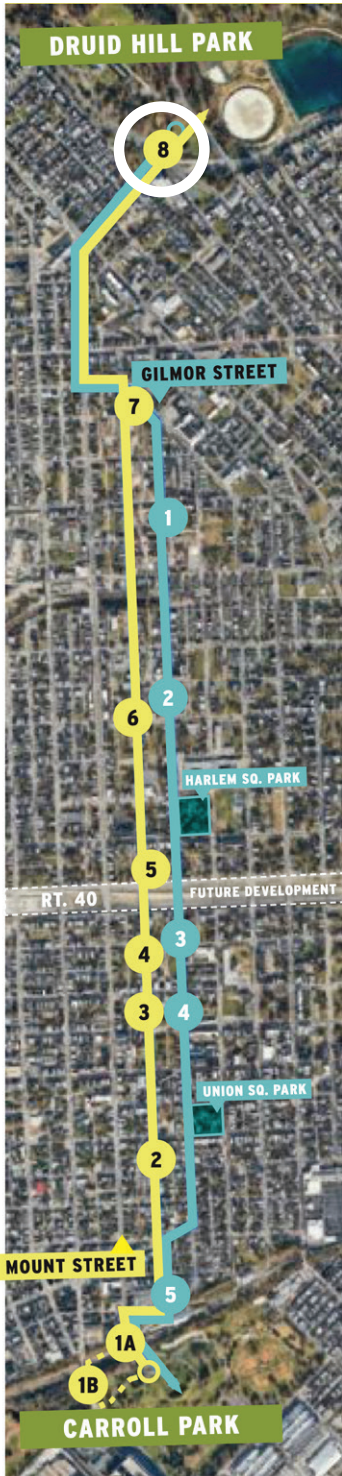 DRUID HILL PARK
8
GILMOR STREET
7
1
2
6
HARLEM SQ. PARK
5
RT. 40
FUTURE DEVELOPMENT
3
4
3
4
UNION SQ. PARK
2
MOUNT STREET
5
1A
1B
CARROLL PARK